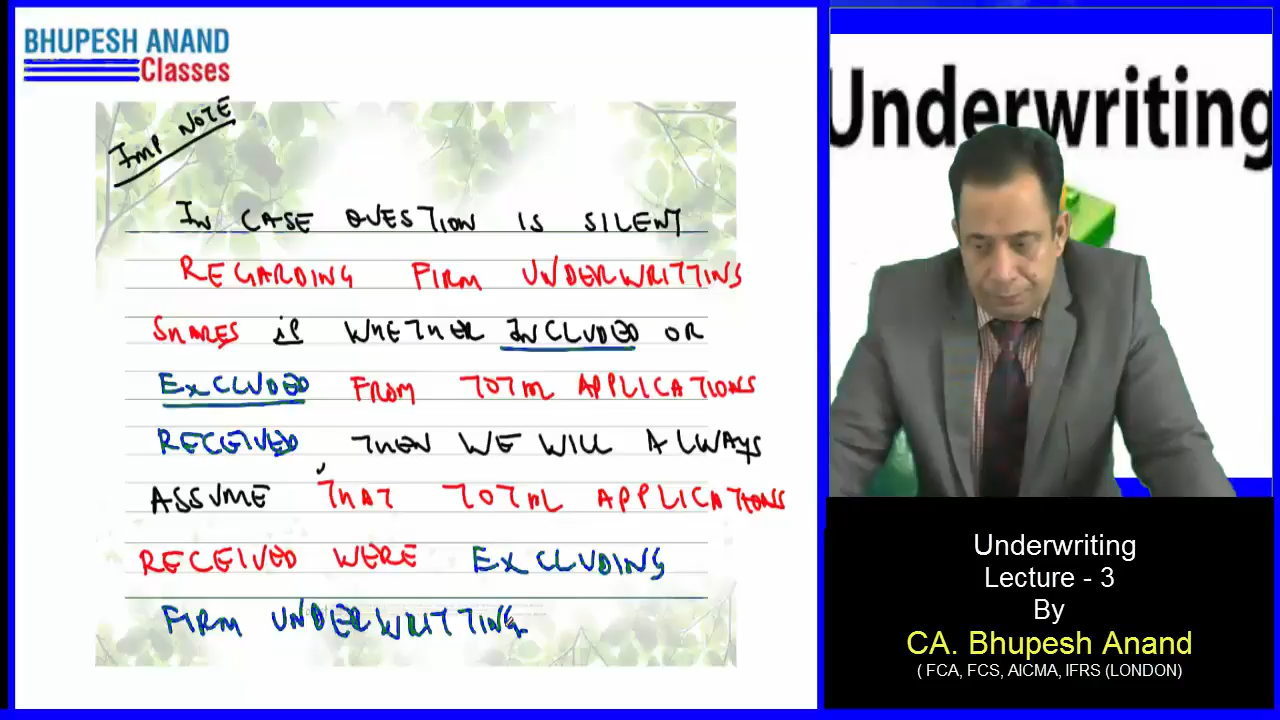 BHUPESH ANAND
Classes
Underwriting
IMP NOTE
IN CASE QUESTION IS SILENT
REGARDING FIRM UNDERWRITTING
SHARES ie WHETHER INCLUDED OR
EXCLUDED FROM TOTAL APPLICATIONS
RECEIVED, THEN WE WILL ALWAYS
ASSUME THAT TOTAL APPLICATIONS
RECEIVED WERE EXCLUDING
FIRM UNDERWRITTING
Underwriting
Lecture - 3
By
CA. Bhupesh Anand
( FCA, FCS, AICMA, IFRS (LONDON)